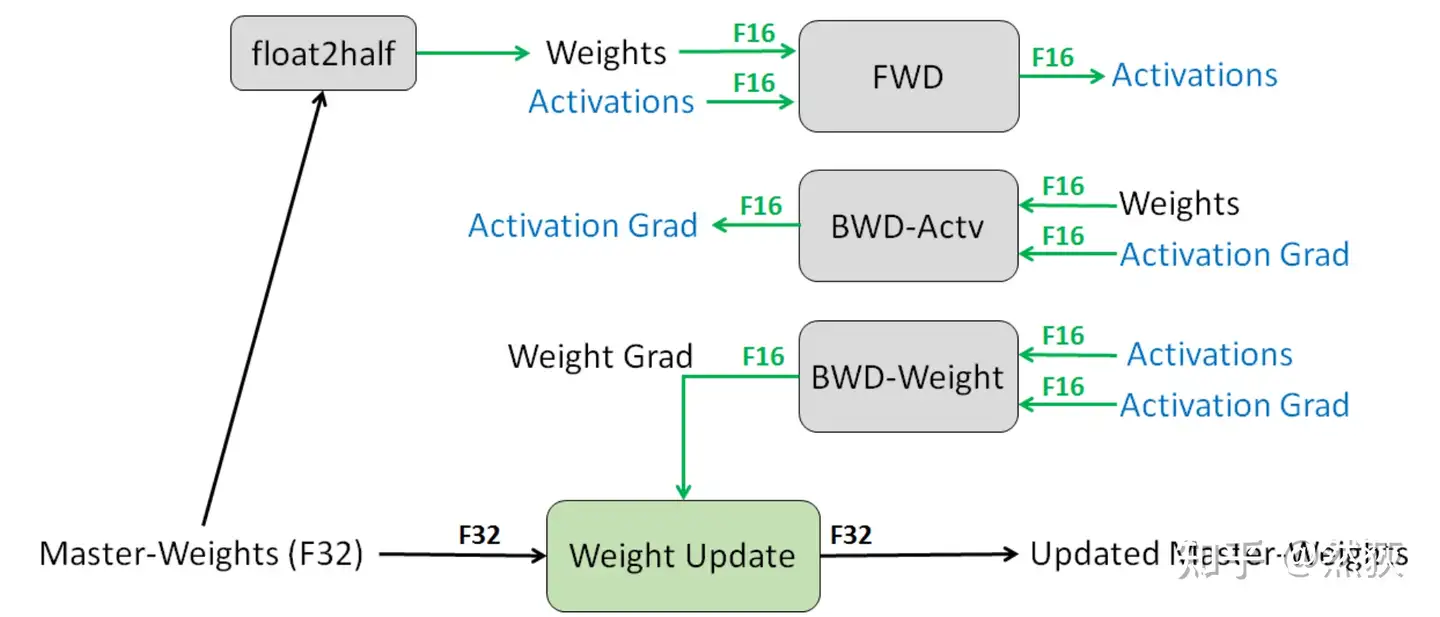 float2half
Weights
F16
Activations
F16
FWD
F16
Activations
Activation Grad
F16
BWD-Actv
F16
Weights
F16
Activation Grad
Weight Grad
F16
BWD-Weight
F16
Activations
F16
Activation Grad
Master-Weights (F32)
F32
Weight Update
F32
Updated Master-Weights
知乎 @然荻